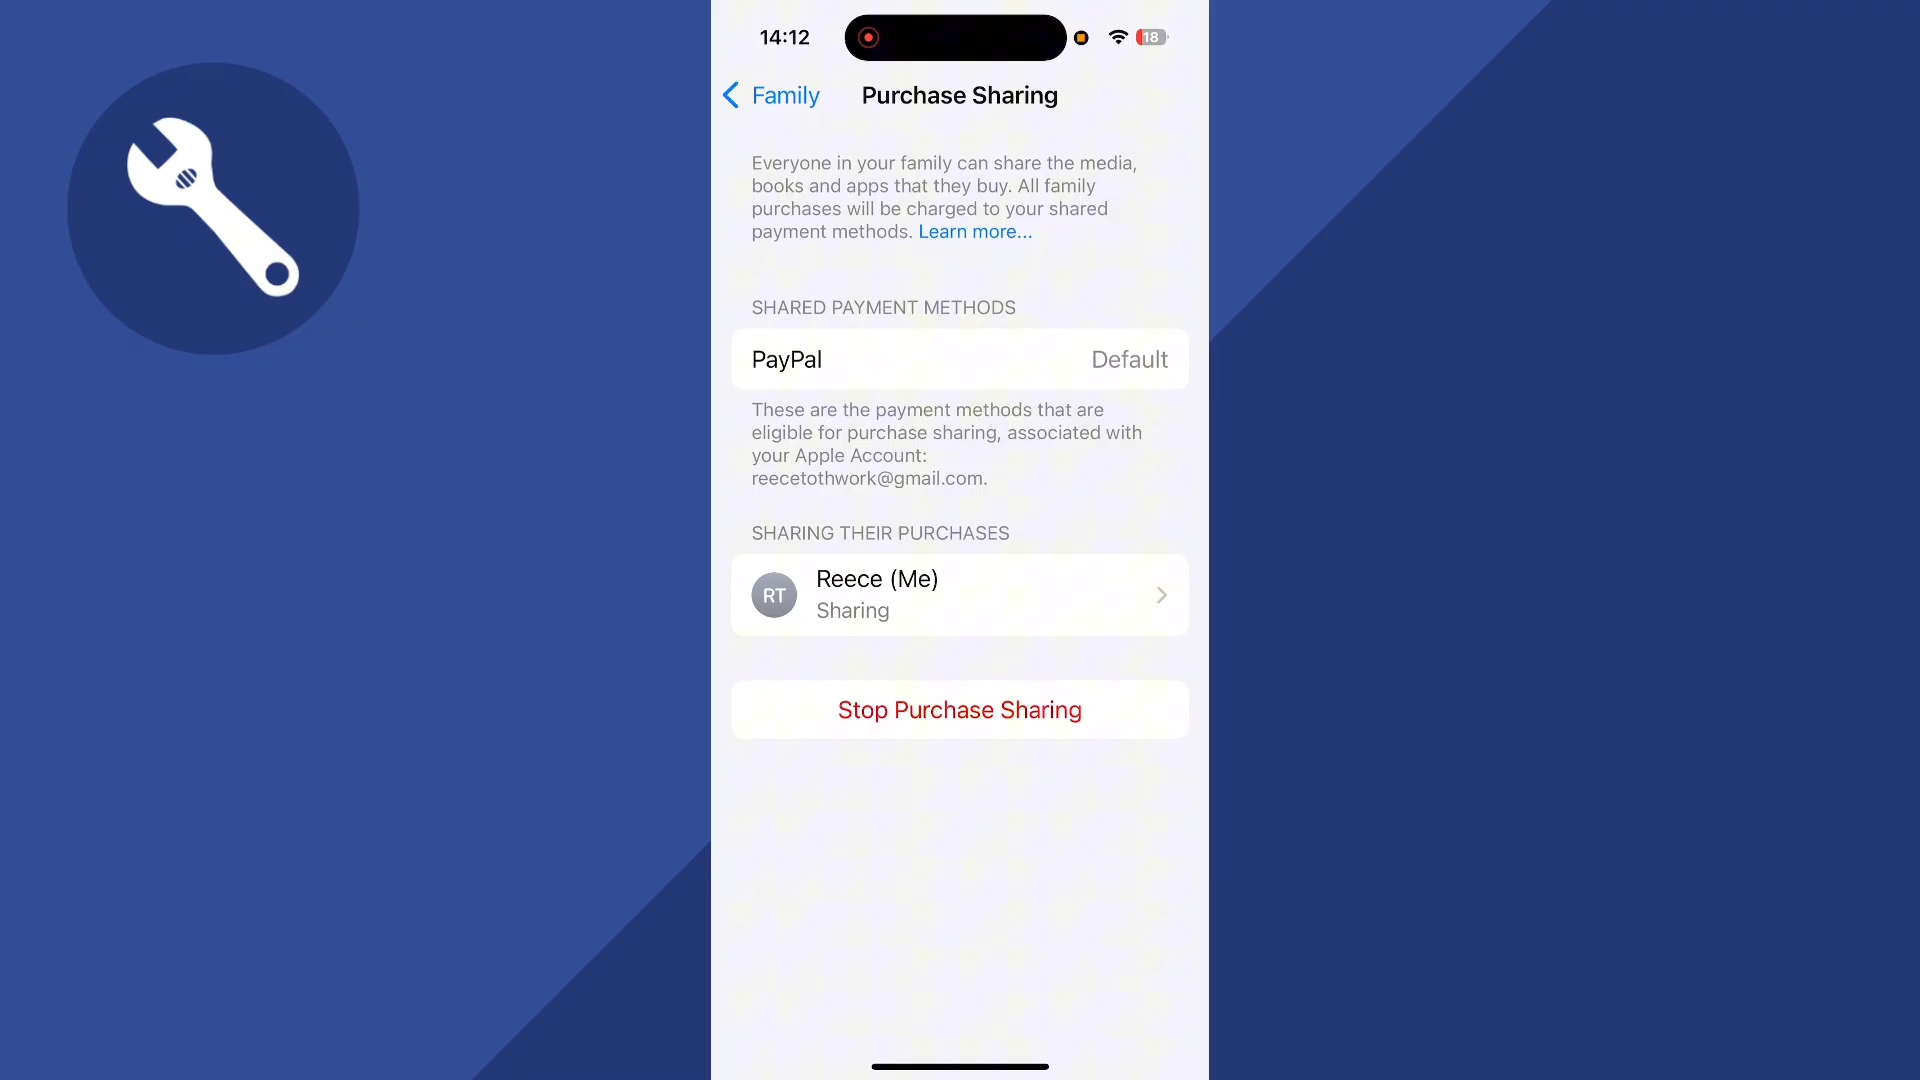 14:12
18
Family
Purchase Sharing
Everyone in your family can share the media,
books and apps that they buy. All family
purchases will be charged to your shared
payment methods. Learn more...
SHARED PAYMENT METHODS
PayPal
Default
These are the payment methods that are
eligible for purchase sharing, associated with
your Apple Account:
reecetothwork@gmail.com.
SHARING THEIR PURCHASES
RT
Reece (Me)
Sharing
Stop Purchase Sharing